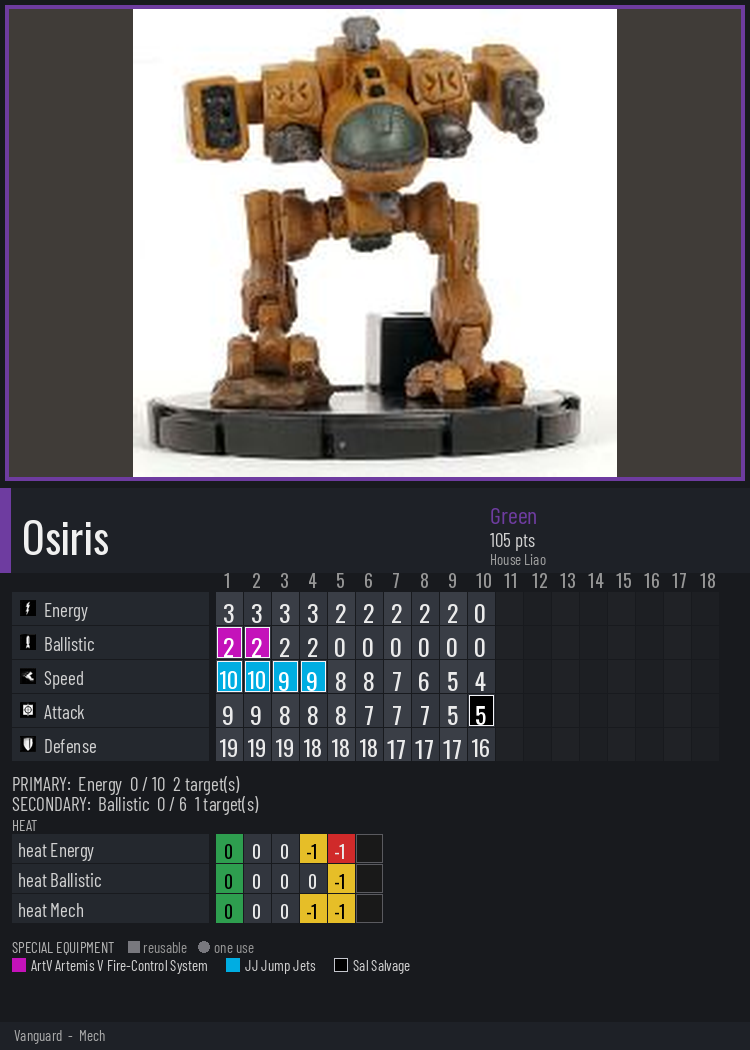 Osiris
Green
105 pts
House Liao
1 2 3 4 5 6 7 8 9 10 11 12 13 14 15 16 17 18
Energy 3 3 3 3 2 2 2 2 2 0
Ballistic 2 2 2 2 0 0 0 0 0 0
Speed 10 10 9 9 8 8 7 6 5 4
Attack 9 9 8 8 8 7 7 7 5 5
Defense 19 19 19 18 18 18 17 17 17 16
PRIMARY: Energy 0 / 10 2 target(s)
SECONDARY: Ballistic 0 / 6 1 target(s)
HEAT
heat Energy 0 0 0 -1 -1
heat Ballistic 0 0 0 0 -1
heat Mech 0 0 0 -1 -1
SPECIAL EQUIPMENT reusable one use
ArtV Artemis V Fire-Control System JJ Jump Jets Sal Salvage
Vanguard - Mech